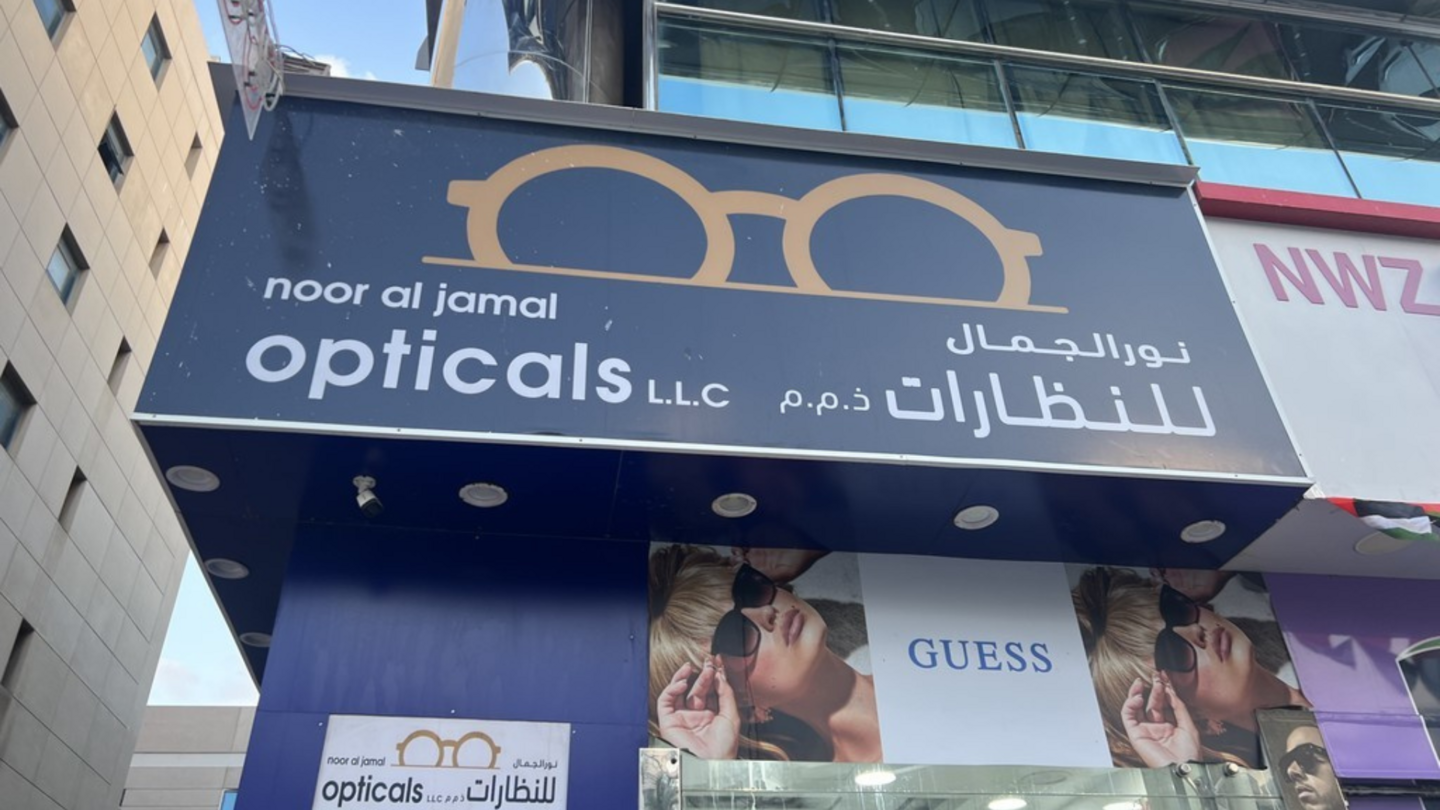 noor al jamal
opticals L.L.C
نورالجمال
للنظارات ذ.م.م
NWZ
GUESS
noor al jamal
opticals LLC
نورالجمال
للنظارات ذ.م.م